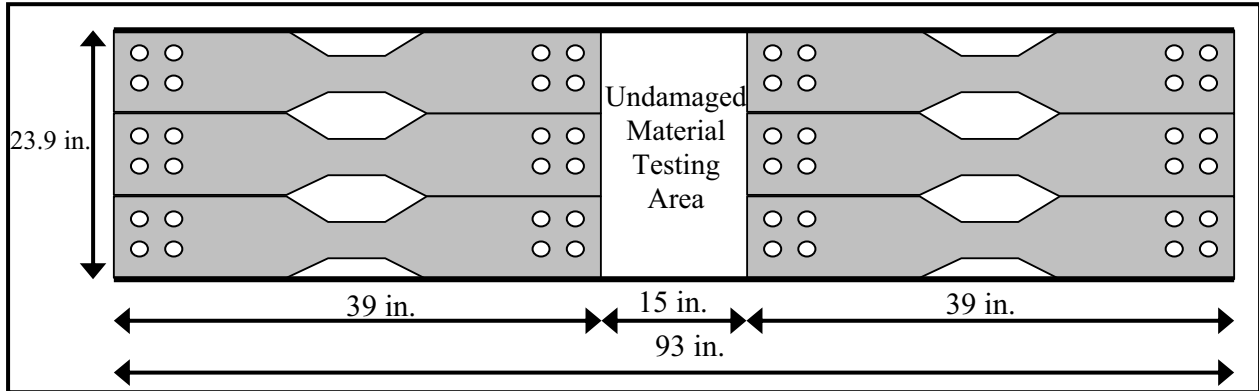 Undamaged
Material
Testing
Area
23.9 in.
39 in.
15 in.
39 in.
93 in.